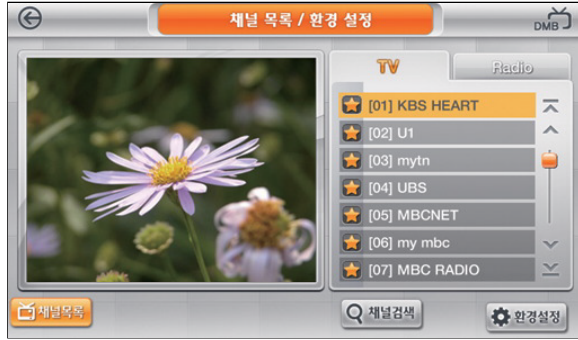 채널 목록 / 환경 설정
DMB
TV
Radio
[01] KBS HEART
[02] U1
[03] mytn
[04] UBS
[05] MBCNET
[06] my mbc
[07] MBC RADIO
채널목록
채널검색
환경설정